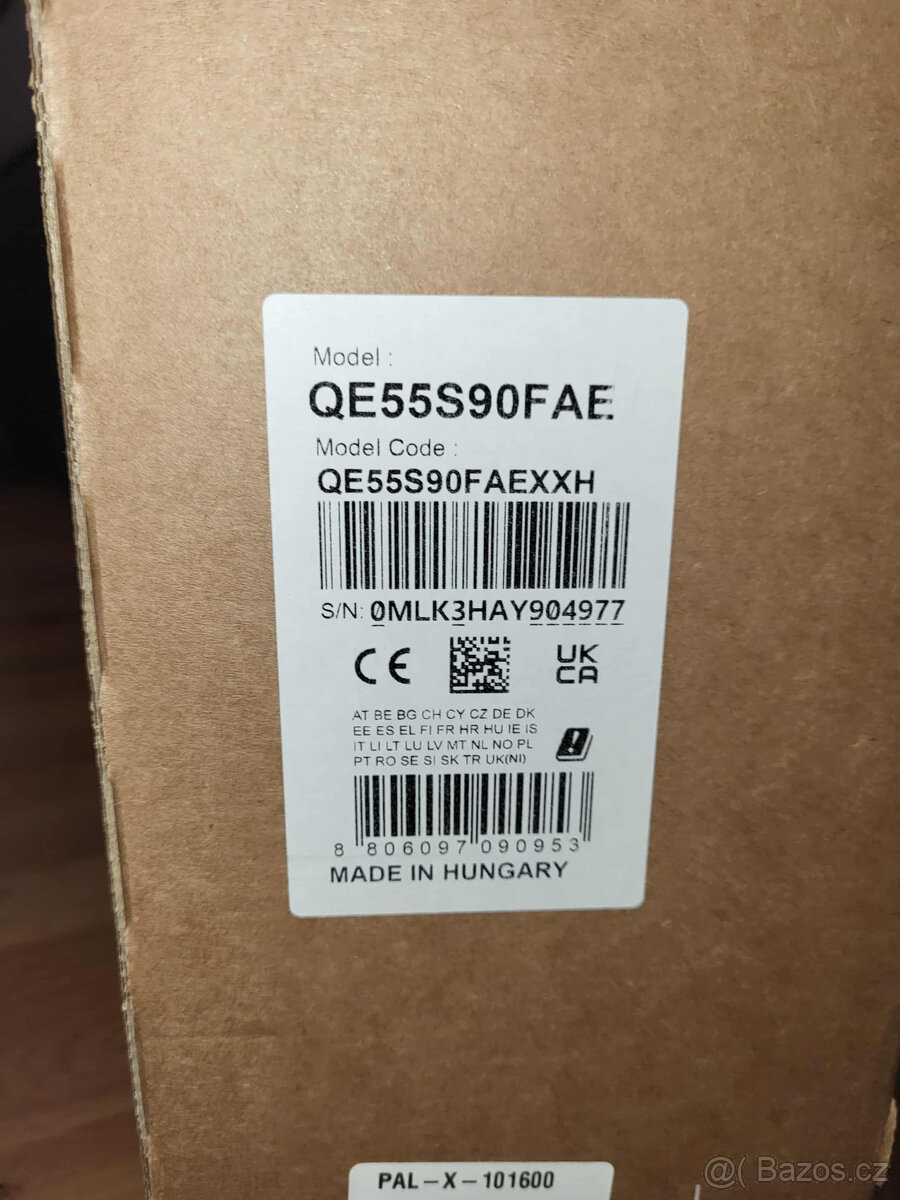 Model :
QE55S90FAE
Model Code :
QE55S90FAEXXH
S/N: 0MLK3HAY904977
CE
UK
CA
AT BE BG CH CY CZ DE DK
EE ES EL FI FR HR HU IE IS
IT LI LT LU LV MT NL NO PL
PT RO SE SI SK TR UK(NI)
8 806097 090953
MADE IN HUNGARY
PAL-X-101600
@( Bazos.cz